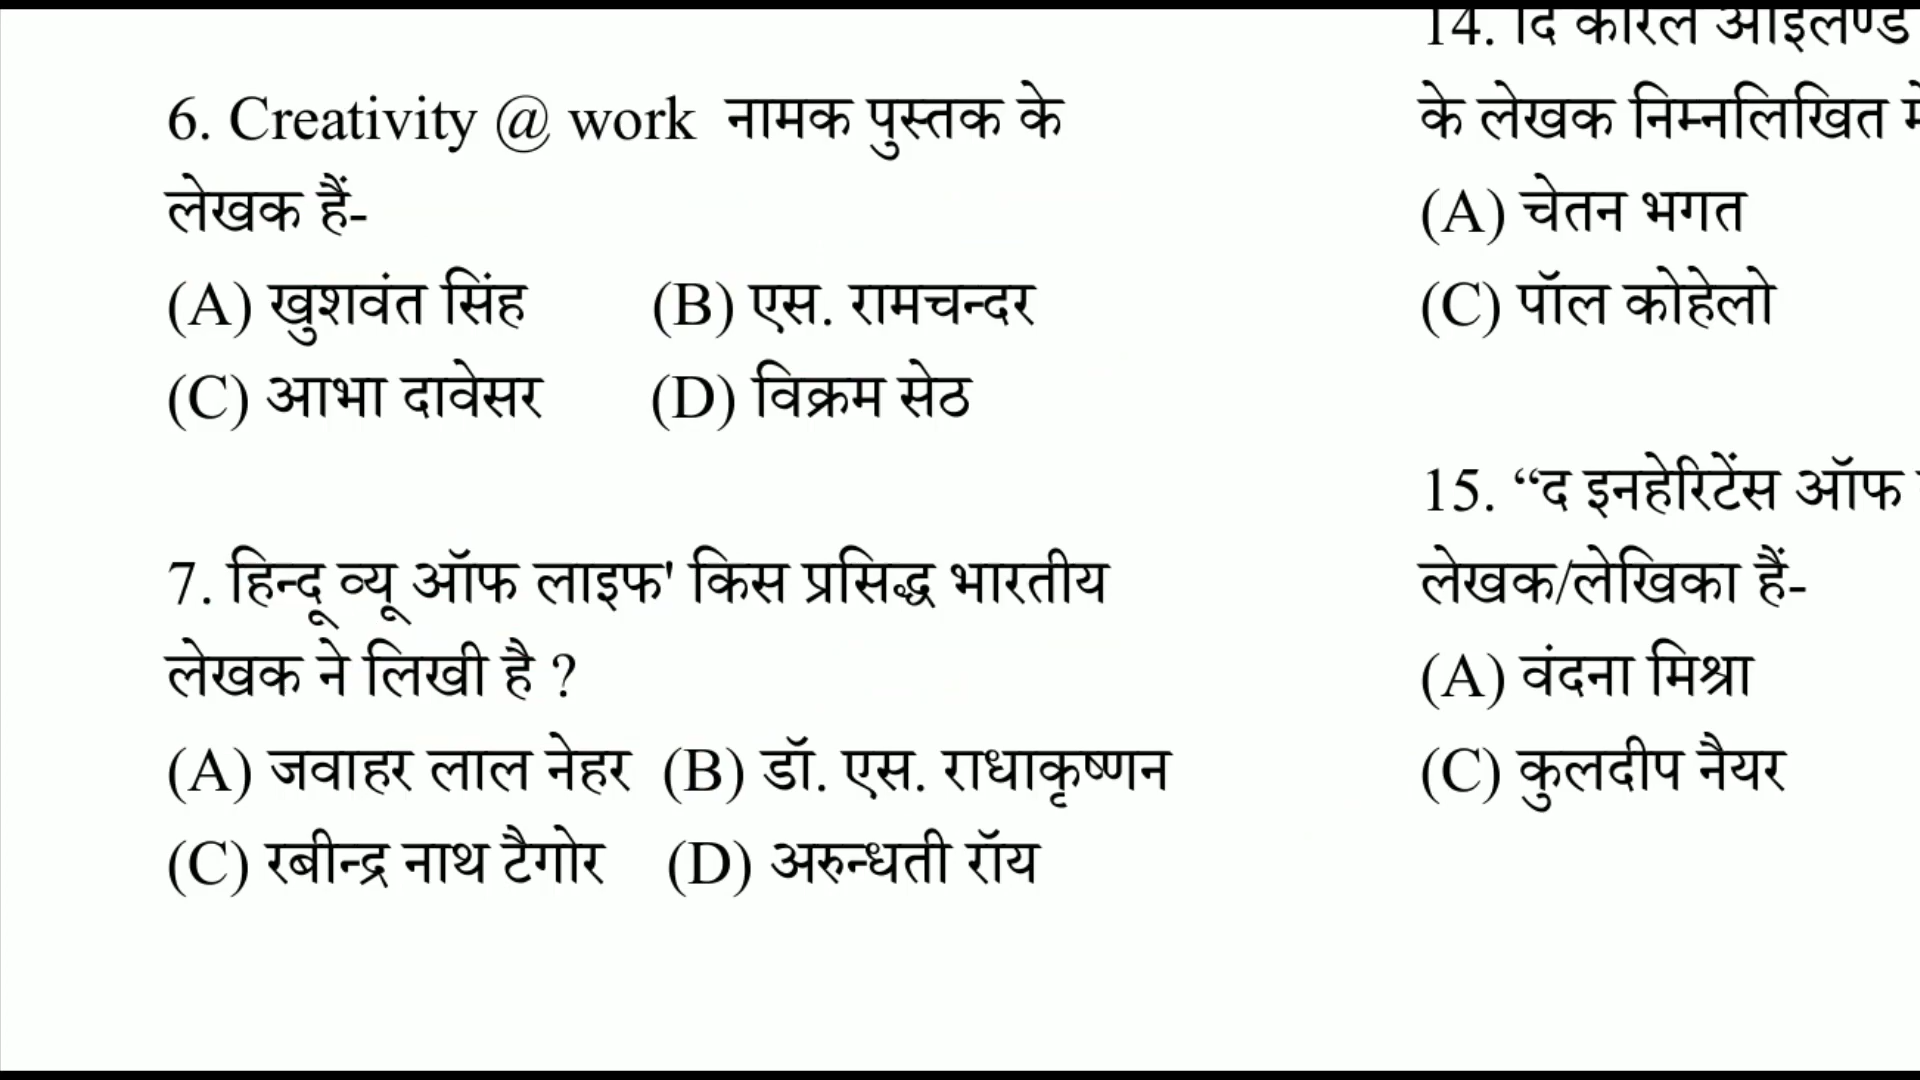 6. Creativity @ work नामक पुस्तक के
लेखक हैं-
(A) खुशवंत सिंह (B) एस. रामचन्दर
(C) आभा दावेसर (D) विक्रम सेठ
7. हिन्दू व्यू ऑफ लाइफ' किस प्रसिद्ध भारतीय
लेखक ने लिखी है ?
(A) जवाहर लाल नेहर (B) डॉ. एस. राधाकृष्णन
(C) रबीन्द्र नाथ टैगोर (D) अरुन्धती रॉय
14. दि कोरल आइलैण्ड
के लेखक निम्नलिखित
(A) चेतन भगत
(C) पॉल कोहेलो
15. “द इनहेरिटेंस ऑफ
लेखक/लेखिका हैं-
(A) वंदना मिश्रा
(C) कुलदीप नैयर